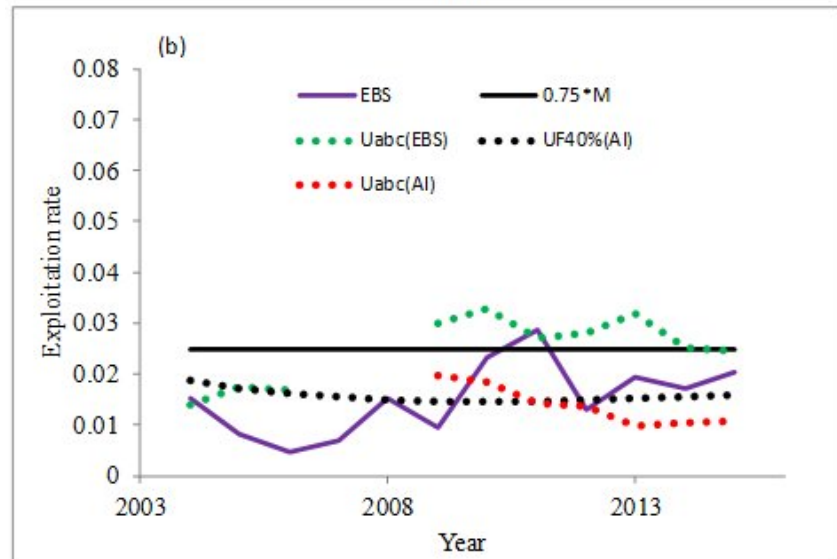 (b)
0.08
0.07
0.06
0.05
0.04
0.03
0.02
0.01
0
Exploitation rate
EBS
0.75*M
Uabc(EBS)
UF40%(AI)
Uabc(AI)
2003
2008
2013
Year